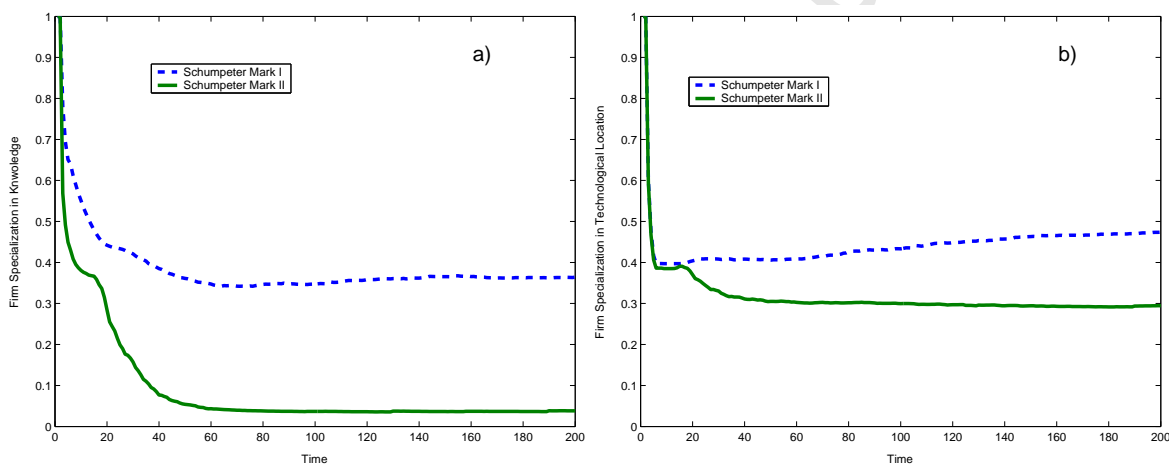 a)
Schumpeter Mark I
Schumpeter Mark II
Firm Specialization in Knwoledge
1
0.9
0.8
0.7
0.6
0.5
0.4
0.3
0.2
0.1
0
0 20 40 60 80 100 120 140 160 180 200
Time
b)
Schumpeter Mark I
Schumpeter Mark II
Firm Specialization in Technological Location
1
0.9
0.8
0.7
0.6
0.5
0.4
0.3
0.2
0.1
0
0 20 40 60 80 100 120 140 160 180 200
Time